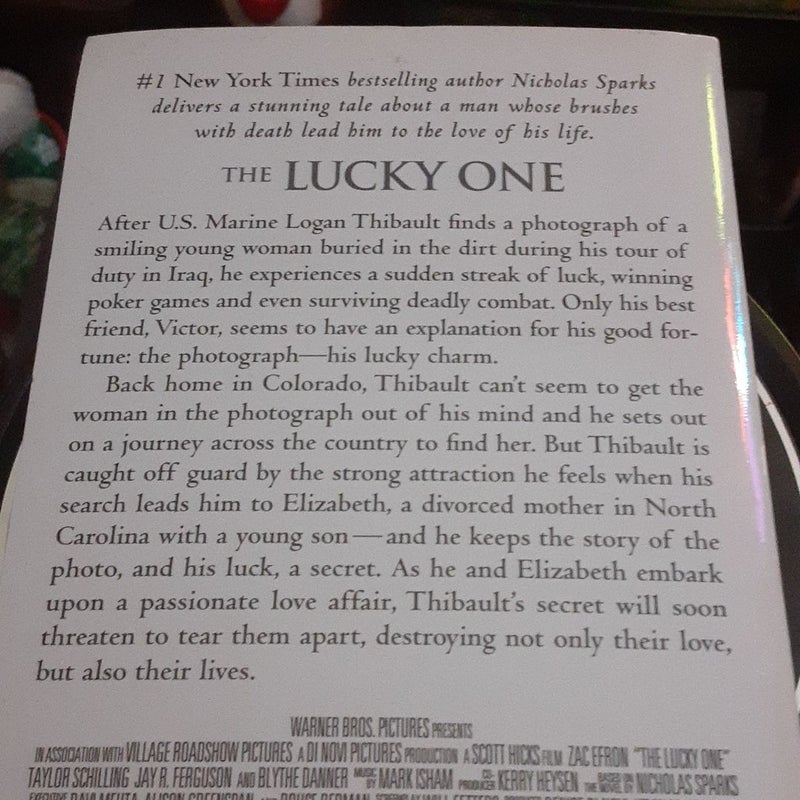 #1 New York Times bestselling author Nicholas Sparks
delivers a stunning tale about a man whose brushes
with death lead him to the love of his life.
THE LUCKY ONE
After U.S. Marine Logan Thibault finds a photograph of a
smiling young woman buried in the dirt during his tour of
duty in Iraq, he experiences a sudden streak of luck, winning
poker games and even surviving deadly combat. Only his best
friend, Victor, seems to have an explanation for his good for-
tune: the photograph—his lucky charm.
Back home in Colorado, Thibault can't seem to get the
woman in the photograph out of his mind and he sets out
on a journey across the country to find her. But Thibault is
caught off guard by the strong attraction he feels when his
search leads him to Elizabeth, a divorced mother in North
Carolina with a young son—and he keeps the story of the
photo, and his luck, a secret. As he and Elizabeth embark
upon a passionate love affair, Thibault's secret will soon
threaten to tear them apart, destroying not only their love,
but also their lives.
WARNER BROS. PICTURES PRESENTS
IN ASSOCIATION WITH VILLAGE ROADSHOW PICTURES A DI NOVI PICTURES PRODUCTION A SCOTT HICKS FILM ZAC EFRON "THE LUCKY ONE"
TAYLOR SCHILLING JAY R. FERGUSON AND BLYTHE DANNER MUSIC BY MARK ISHAM CO-PRODUCER KERRY HEYSEN BASED ON THE NOVEL BY NICHOLAS SPARKS